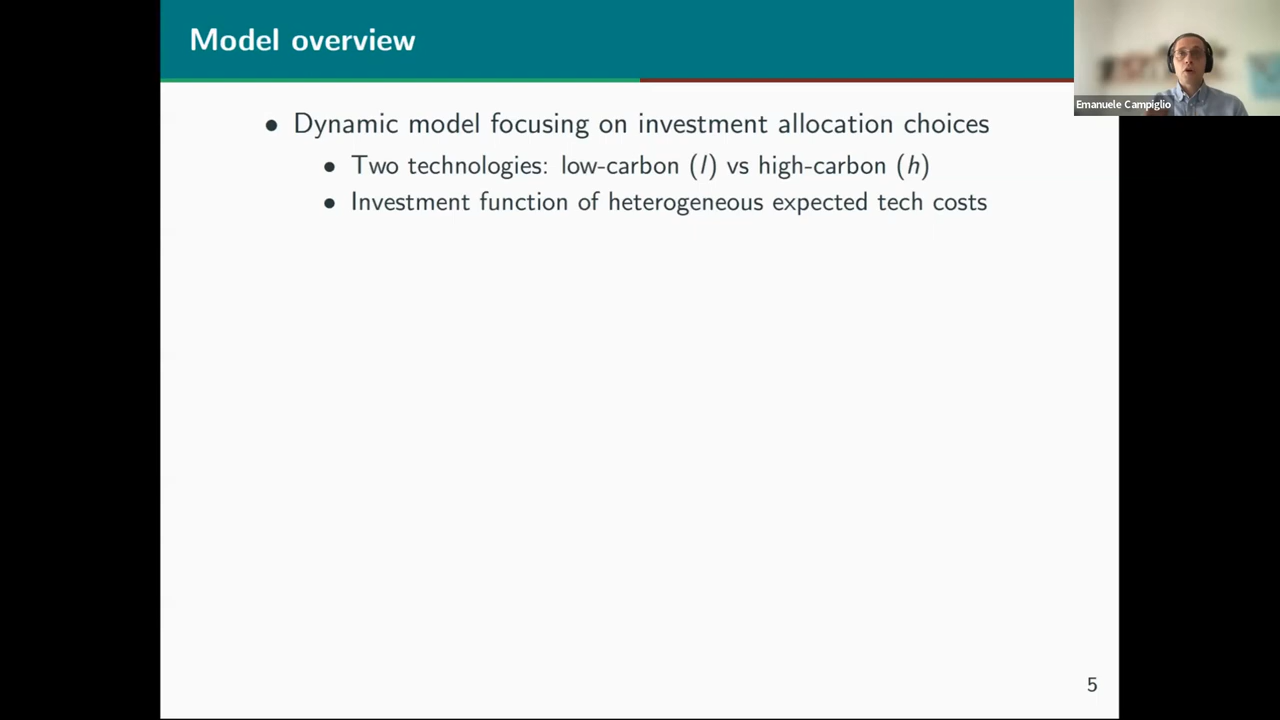 Model overview
Emanuele Campiglio
• Dynamic model focusing on investment allocation choices
• Two technologies: low-carbon (l) vs high-carbon (h)
• Investment function of heterogeneous expected tech costs
5